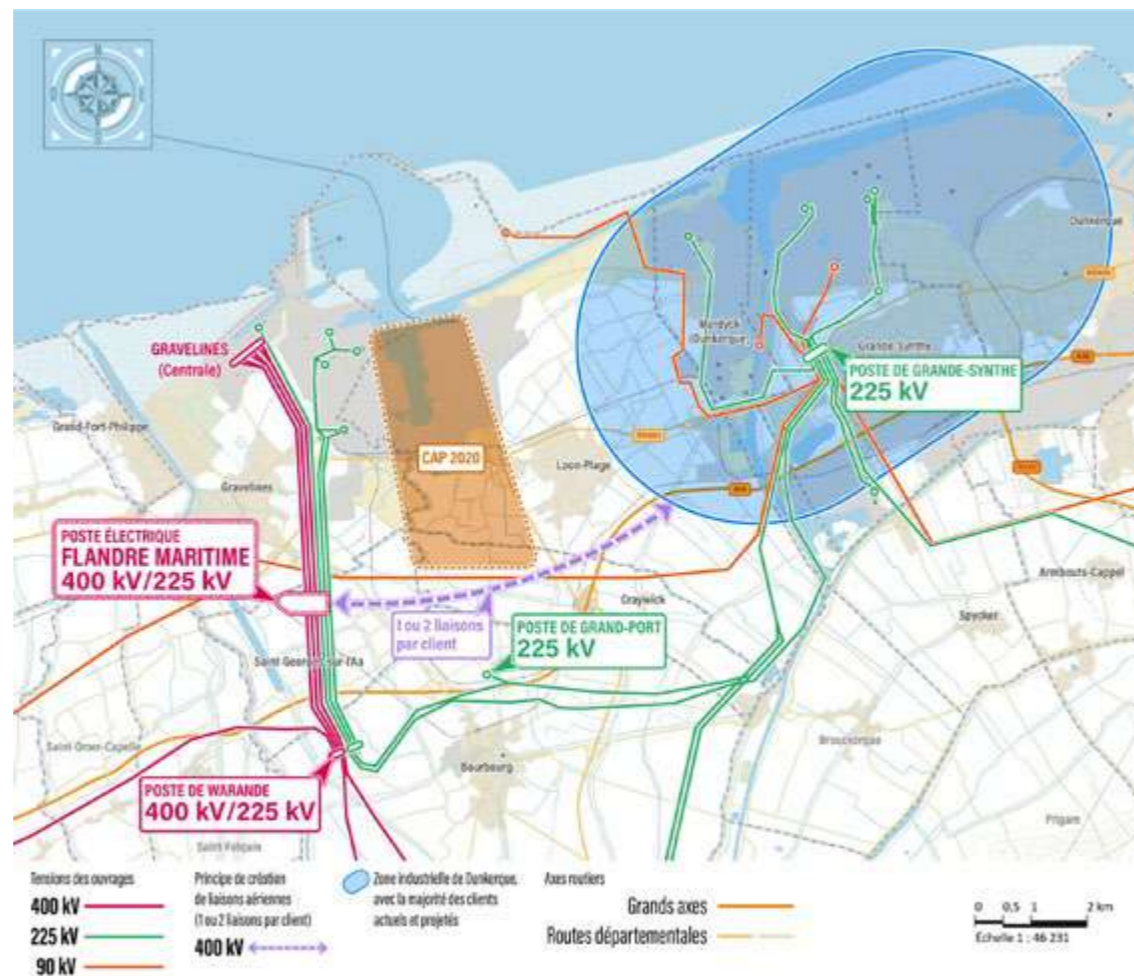 Dunkerque
GRAVELINES
(Centrale)
Mardyck
(Dunkerque)
Grande-Synthe
POSTE DE GRANDE-SYNTHE
225 kV
Grand-Fort-Philippe
CAP 2020
Loon-Plage
Gravelines
POSTE ÉLECTRIQUE
FLANDRE MARITIME
400 kV/225 kV
Armbouts-Cappel
Craywick
1 ou 2 liaisons
par client
POSTE DE GRAND-PORT
225 kV
Spycker
Saint-Georges-sur-l'Aa
Saint-Omer-Capelle
Brouckerque
Bourbourg
POSTE DE WARANDE
400 kV/225 kV
Saint-Folquin
Pitgam
Tensions des ouvrages
400 kV
225 kV
90 kV
Principe de création
de liaisons aériennes
(1 ou 2 liaisons par client)
400 kV
Zone industrielle de Dunkerque,
avec la majorité des clients
actuels et projetés
Axes routiers
Grands axes
Routes départementales
0 0,5 1 2 km
Échelle 1 : 46 231